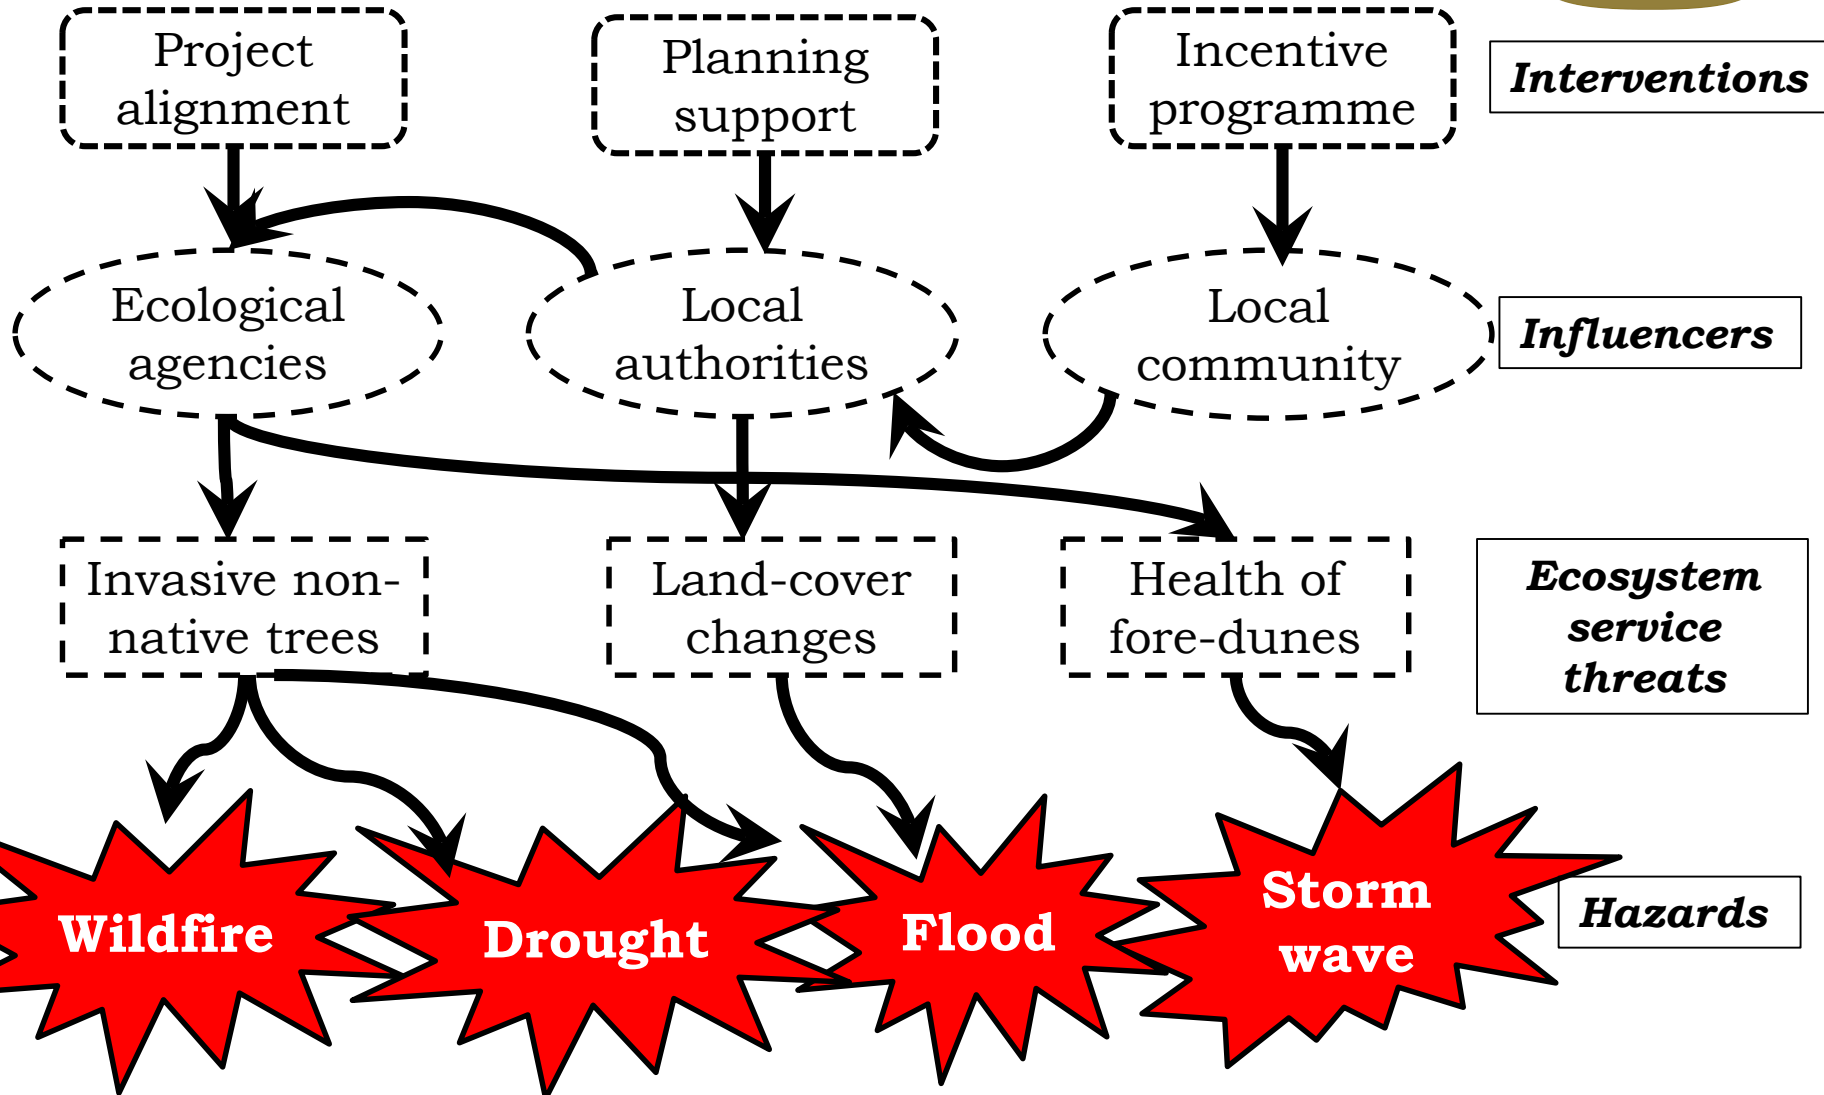 Project
alignment
Planning
support
Incentive
programme
Interventions
Ecological
agencies
Local
authorities
Local
community
Influencers
Invasive non-
native trees
Land-cover
changes
Health of
fore-dunes
Ecosystem
service
threats
Wildfire
Drought
Flood
Storm
wave
Hazards